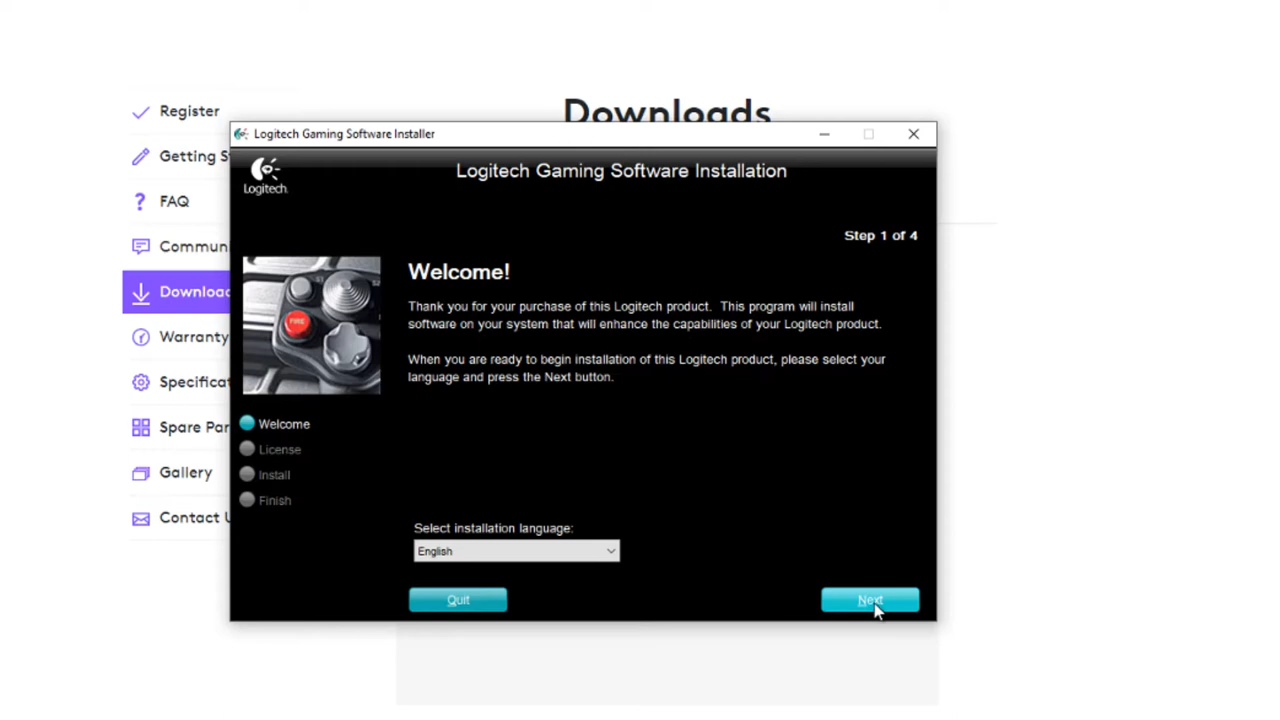 Downloads
Register
Getting S
FAQ
Commun
Downloa
Warranty
Specifica
Spare Par
Gallery
Contact U
Logitech Gaming Software Installer
Logitech
Logitech Gaming Software Installation
Step 1 of 4
FIRE
Welcome!
Thank you for your purchase of this Logitech product. This program will install
software on your system that will enhance the capabilities of your Logitech product.
When you are ready to begin installation of this Logitech product, please select your
language and press the Next button.
Welcome
License
Install
Finish
Select installation language:
English
Quit
Next